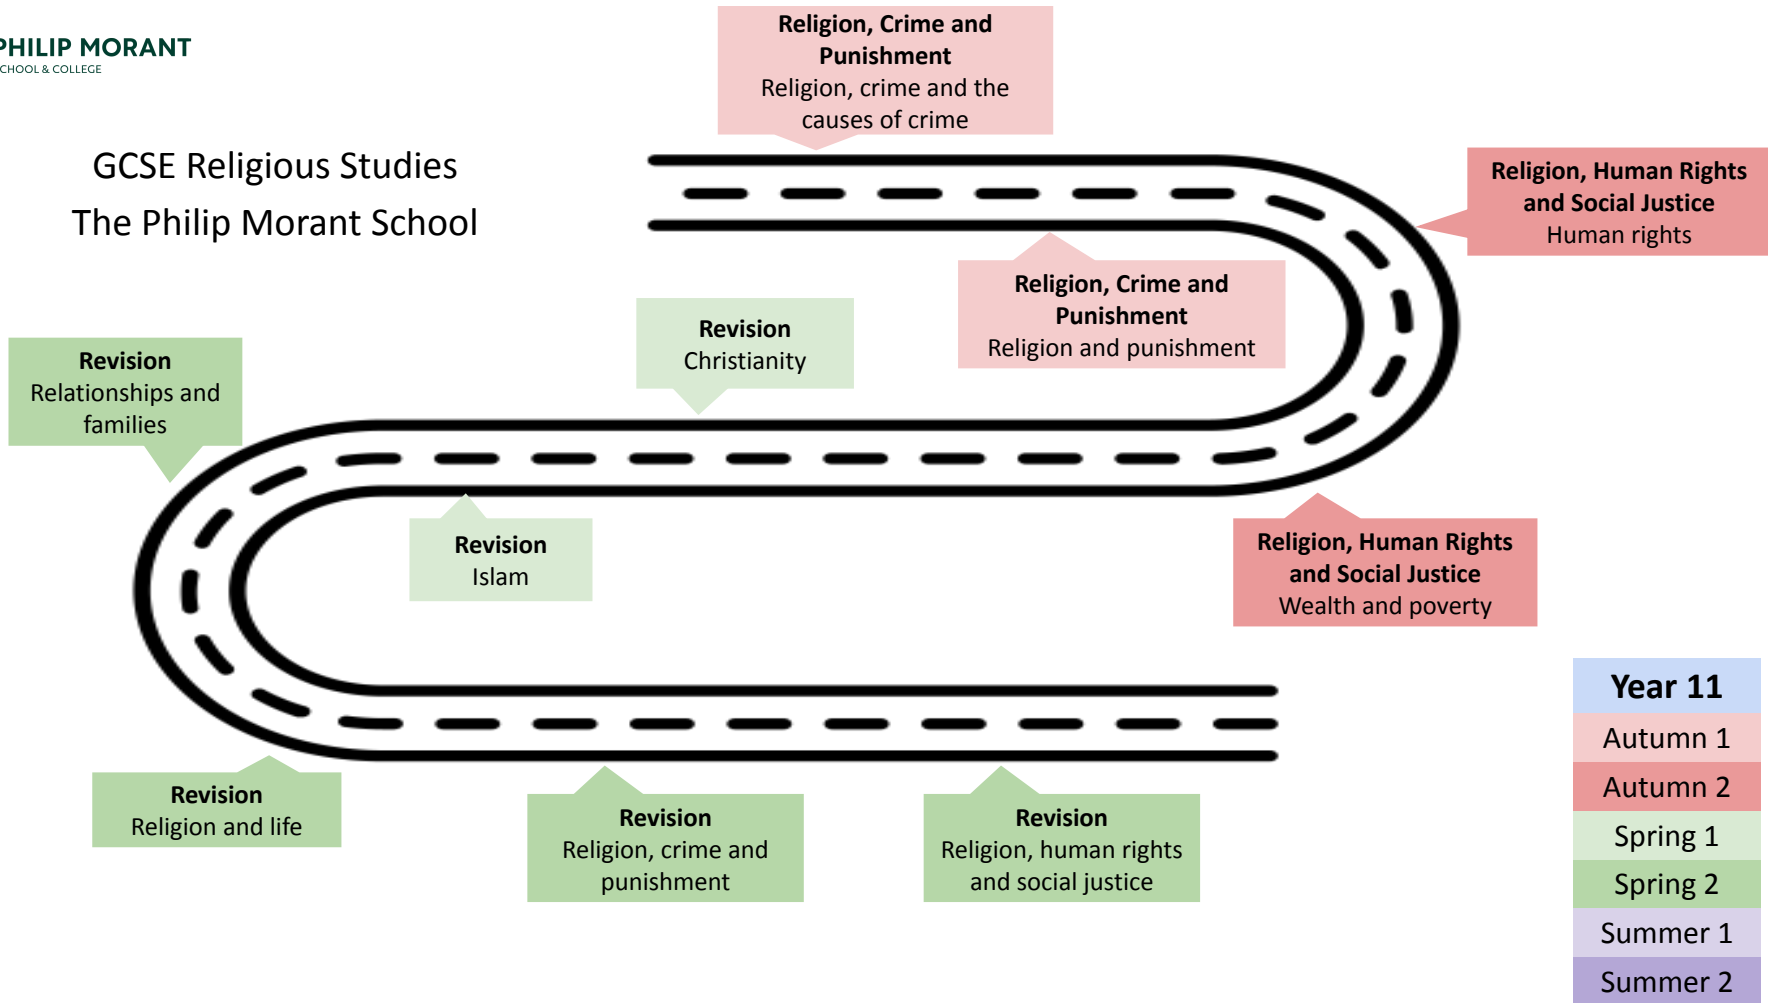 PHILIP MORANT
SCHOOL & COLLEGE
GCSE Religious Studies
The Philip Morant School
Religion, Crime and
Punishment
Religion, crime and the
causes of crime
Religion, Human Rights
and Social Justice
Human rights
Religion, Crime and
Punishment
Religion and punishment
Revision
Christianity
Revision
Relationships and
families
Revision
Islam
Religion, Human Rights
and Social Justice
Wealth and poverty
Revision
Religion and life
Revision
Religion, crime and
punishment
Revision
Religion, human rights
and social justice
Year 11
Autumn 1
Autumn 2
Spring 1
Spring 2
Summer 1
Summer 2